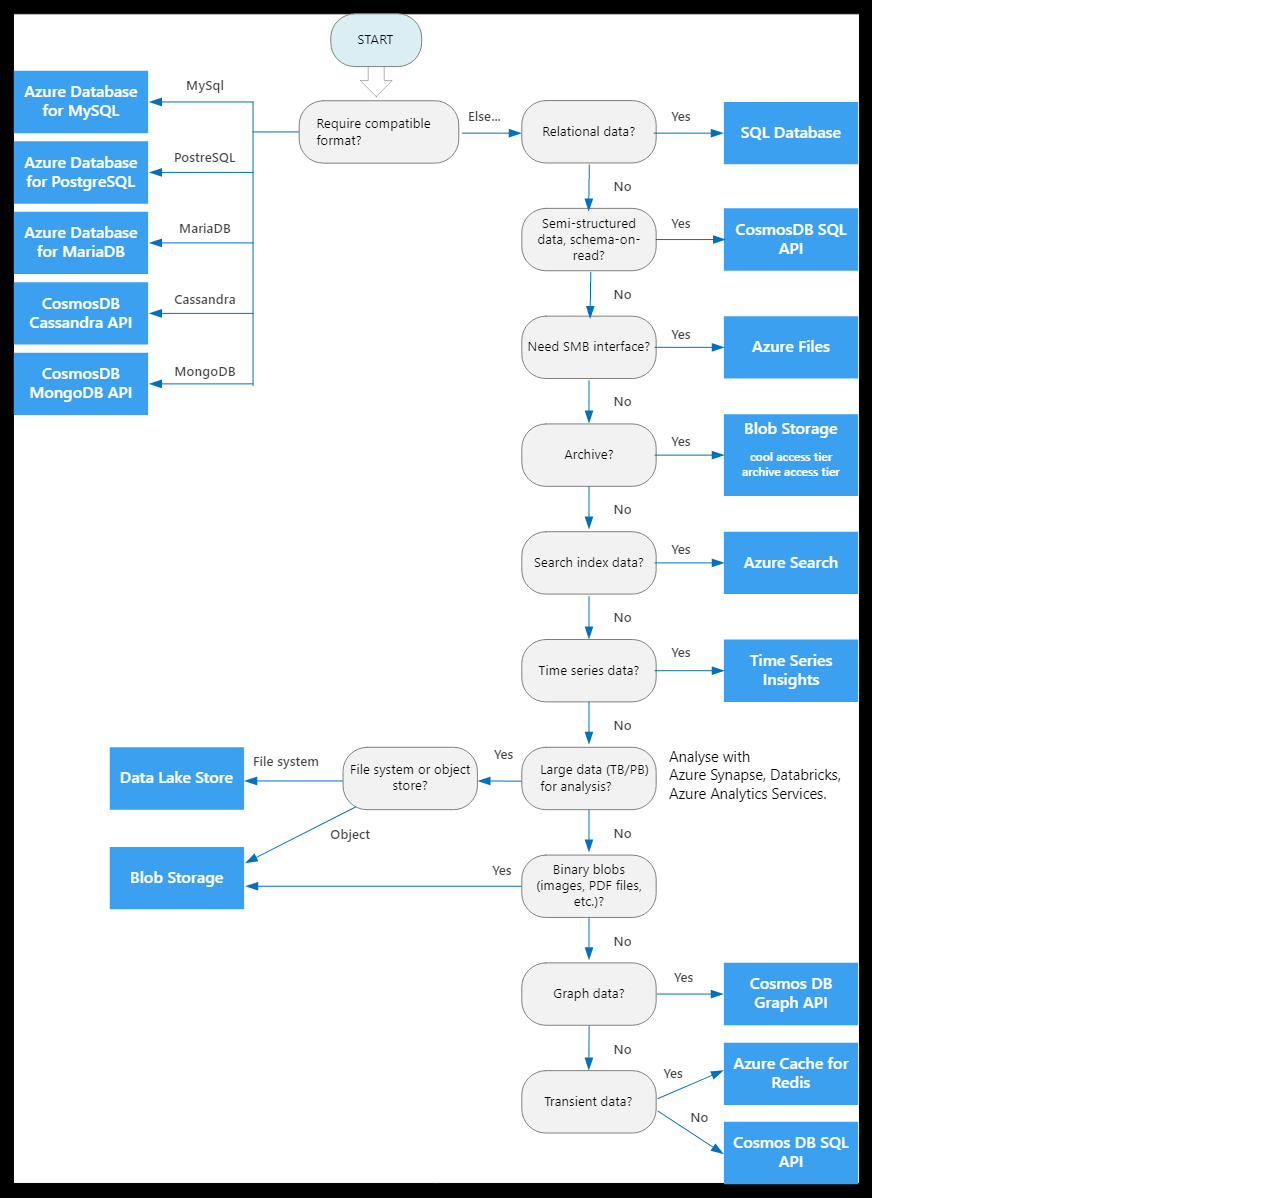 START
MySql
Azure Database
for MySQL
Require compatible
format?
Else...
Relational data?
Yes
SQL Database
PostreSQL
Azure Database
for PostgreSQL
No
MariaDB
Azure Database
for MariaDB
Semi-structured
data, schema-on-
read?
Yes
CosmosDB SQL
API
Cassandra
CosmosDB
Cassandra API
No
Need SMB interface?
Yes
Azure Files
MongoDB
CosmosDB
MongoDB API
No
Archive?
Yes
Blob Storage
cool access tier
archive access tier
No
Search index data?
Yes
Azure Search
No
Time series data?
Yes
Time Series
Insights
No
Data Lake Store
File system
File system or object
store?
Yes
Large data (TB/PB)
for analysis?
Analyse with
Azure Synapse, Databricks,
Azure Analytics Services.
Object
No
Blob Storage
Yes
Binary blobs
(images, PDF files,
etc.)?
No
Graph data?
Yes
Cosmos DB
Graph API
No
Transient data?
Yes
Azure Cache for
Redis
No
Cosmos DB SQL
API